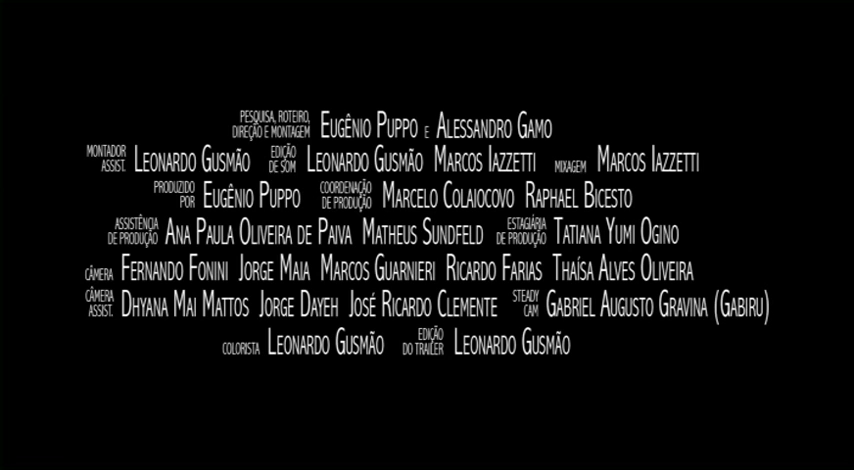 PESQUISA, ROTEIRO, DIREÇÃO E MONTAGEM EUGÊNIO PUPPO E ALESSANDRO GAMO
MONTADOR ASSIST. LEONARDO GUSMÃO EDIÇÃO DE SOM LEONARDO GUSMÃO MARCOS IAZZETTI MIXAGEM MARCOS IAZZETTI
PRODUZIDO POR EUGÊNIO PUPPO COORDENAÇÃO DE PRODUÇÃO MARCELO COLAIOCOVO RAPHAEL BICESTO
ASSISTÊNCIA DE PRODUÇÃO ANA PAULA OLIVEIRA DE PAIVA MATHEUS SUNDFELD ESTAGIÁRIA DE PRODUÇÃO TATIANA YUMI OGINO
CÂMERA FERNANDO FONINI JORGE MAIA MARCOS GUARNIERI RICARDO FARIAS THAÍSA ALVES OLIVEIRA
CÂMERA ASSIST. DHYANA MAI MATTOS JORGE DAYEH JOSÉ RICARDO CLEMENTE STEADY CAM GABRIEL AUGUSTO GRAVINA (GABIRU)
COLORISTA LEONARDO GUSMÃO EDIÇÃO DO TRAILER LEONARDO GUSMÃO